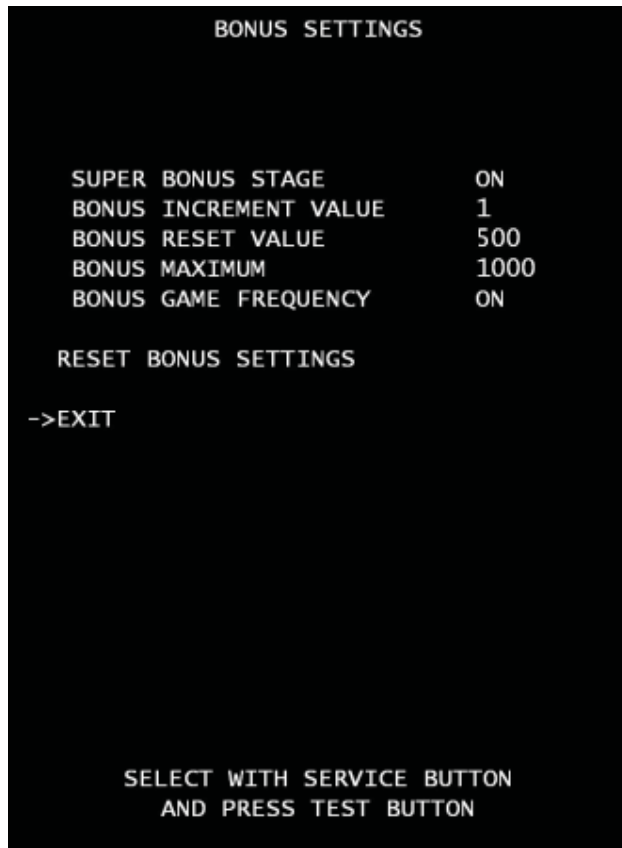 BONUS SETTINGS
SUPER BONUS STAGE ON
BONUS INCREMENT VALUE 1
BONUS RESET VALUE 500
BONUS MAXIMUM 1000
BONUS GAME FREQUENCY ON
RESET BONUS SETTINGS
->EXIT
SELECT WITH SERVICE BUTTON
AND PRESS TEST BUTTON